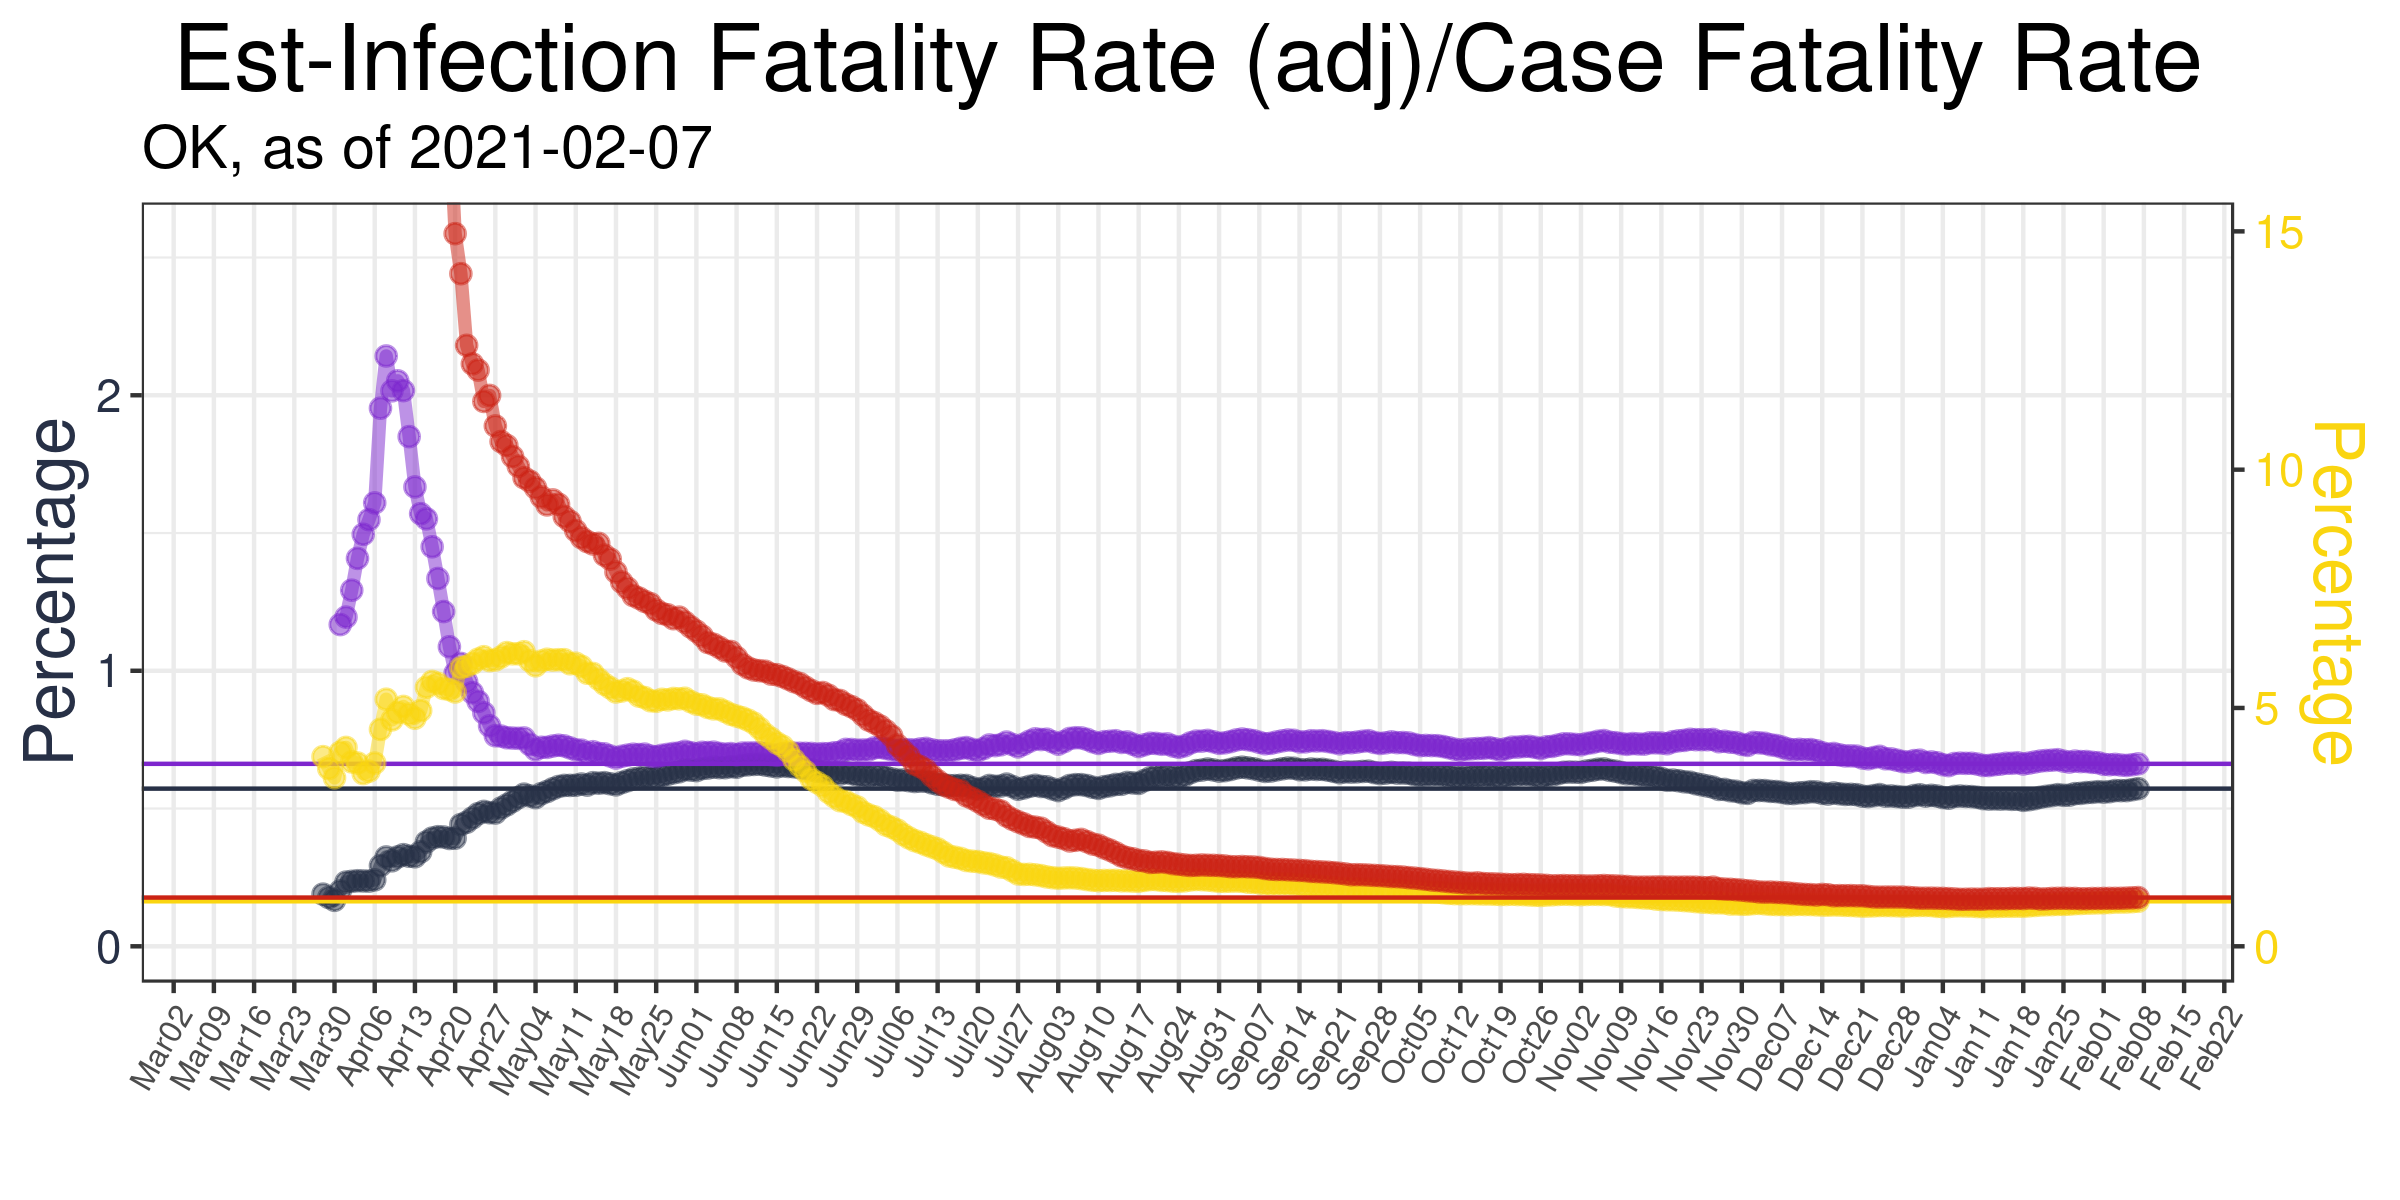 Est-Infection Fatality Rate (adj)/Case Fatality Rate
OK, as of 2021-02-07
Percentage
2
1
0
15
10
5
0
Percentage
Mar02
Mar09
Mar16
Mar23
Mar30
Apr06
Apr13
Apr20
Apr27
May04
May11
May18
May25
Jun01
Jun08
Jun15
Jun22
Jun29
Jul06
Jul13
Jul20
Jul27
Aug03
Aug10
Aug17
Aug24
Aug31
Sep07
Sep14
Sep21
Sep28
Oct05
Oct12
Oct19
Oct26
Nov02
Nov09
Nov16
Nov23
Nov30
Dec07
Dec14
Dec21
Dec28
Jan04
Jan11
Jan18
Jan25
Feb01
Feb08
Feb15
Feb22